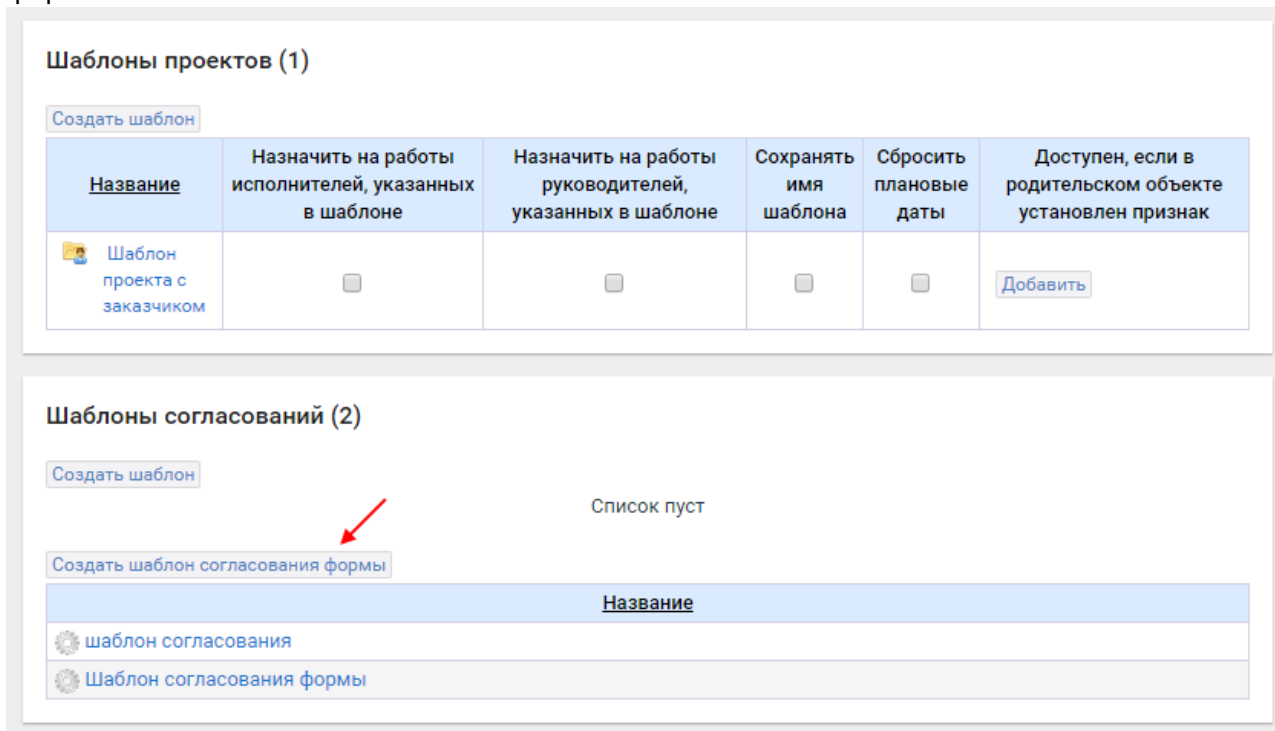 Шаблоны проектов (1)
Создать шаблон
Название
Назначить на работы
исполнителей, указанных
в шаблоне
Назначить на работы
руководителей,
указанных в шаблоне
Сохранять
имя
шаблона
Сбросить
плановые
даты
Доступен, если в
родительском объекте
установлен признак
Шаблон
проекта с
заказчиком
Добавить
Шаблоны согласований (2)
Создать шаблон
Список пуст
Создать шаблон согласования формы
Название
шаблон согласования
Шаблон согласования формы